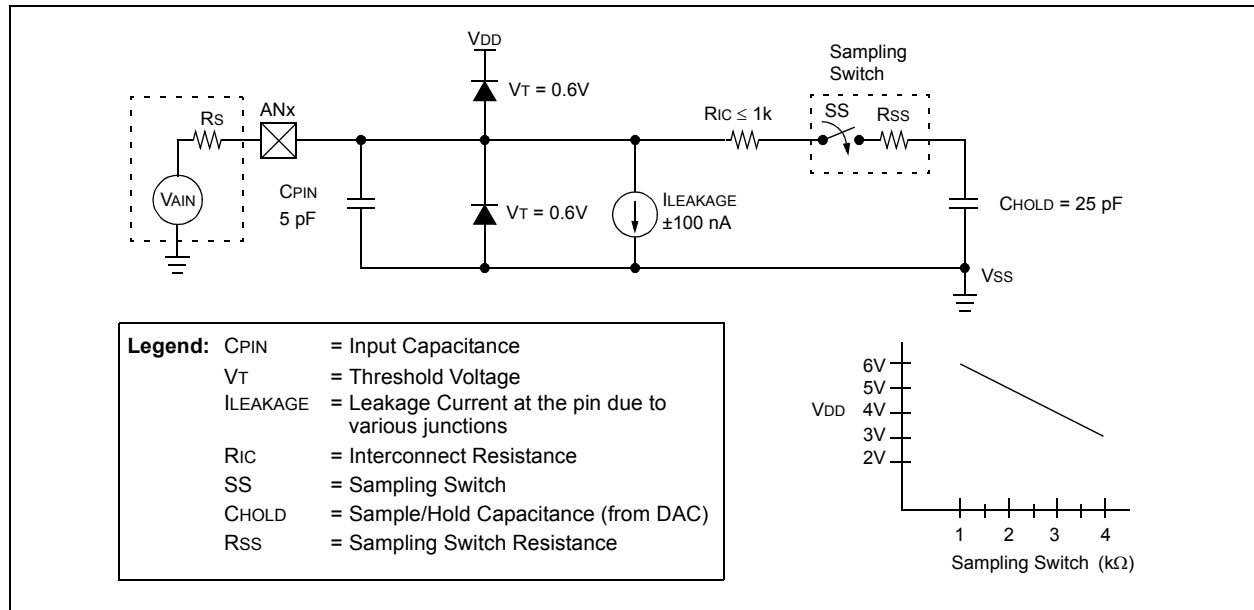 VDD
Sampling
Switch
VT = 0.6V
ANx
RS
RIC ≤ 1k
SS
RSS
VAIN
CPIN
5 pF
VT = 0.6V
ILEAKAGE
±100 nA
CHOLD = 25 pF
VSS
Legend: CPIN = Input Capacitance
VT = Threshold Voltage
ILEAKAGE = Leakage Current at the pin due to
various junctions
RIC = Interconnect Resistance
SS = Sampling Switch
CHOLD = Sample/Hold Capacitance (from DAC)
RSS = Sampling Switch Resistance
6V
5V
VDD
4V
3V
2V
1 2 3 4
Sampling Switch (kΩ)